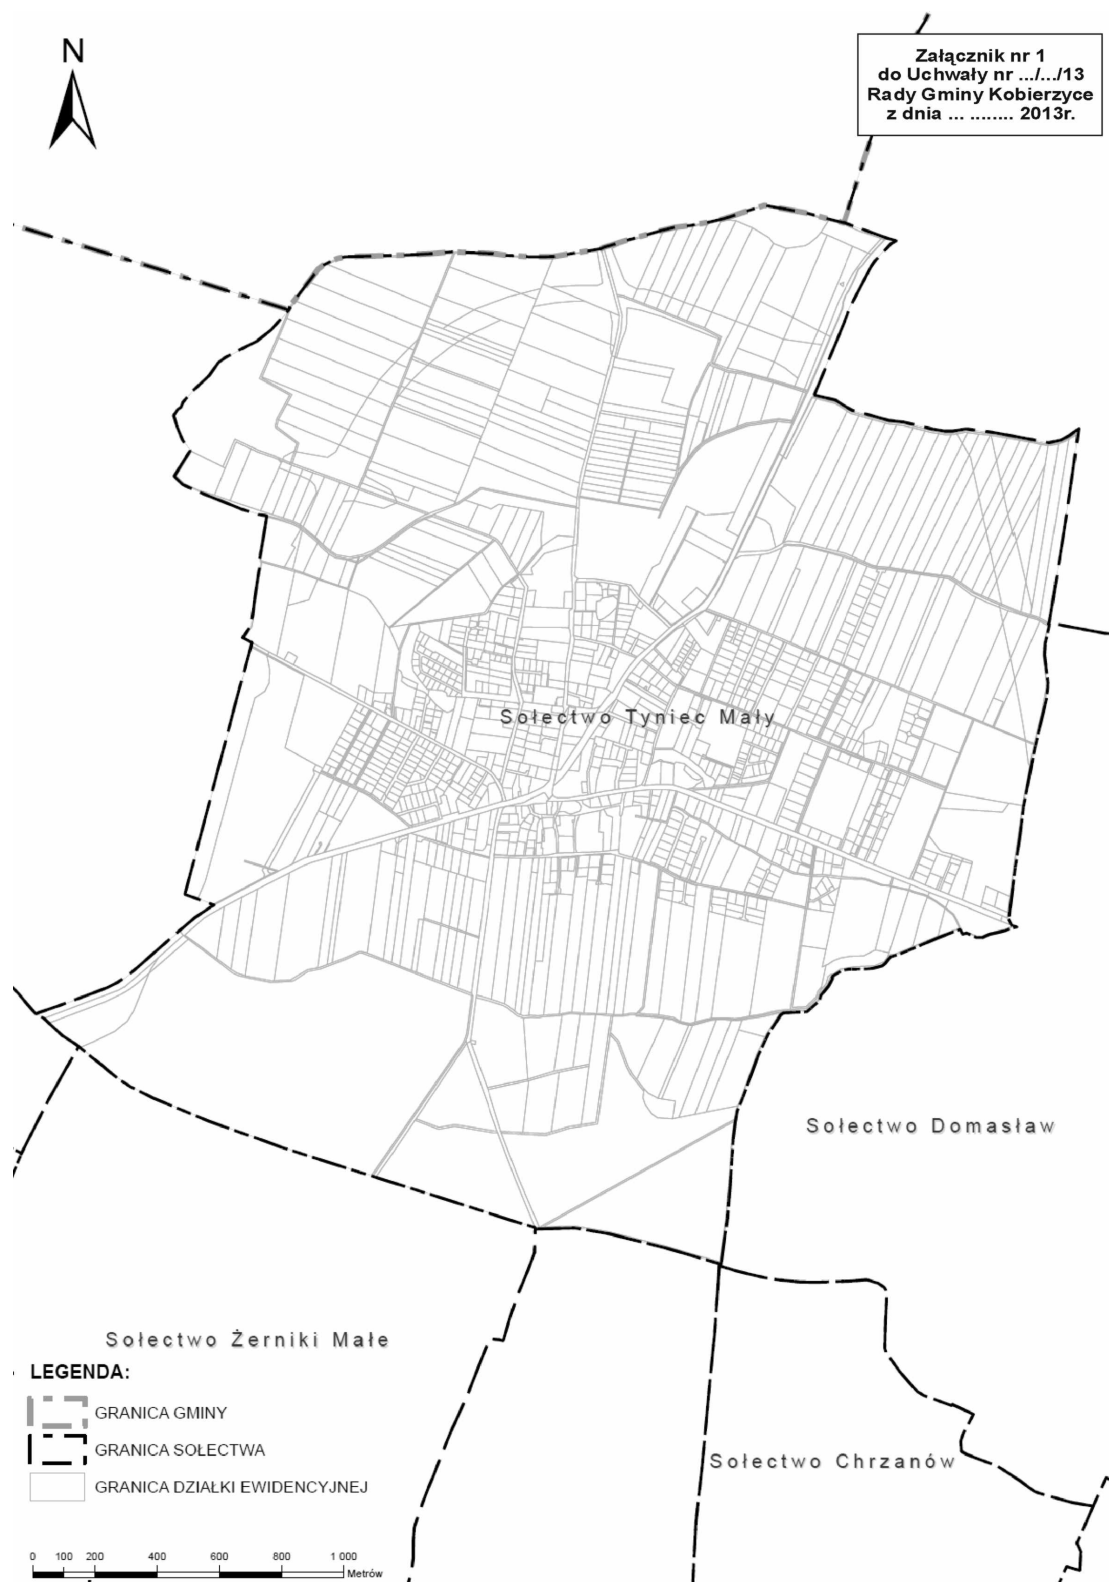 N
Załącznik nr 1
do Uchwały nr .../.../13
Rady Gminy Kobierzyce
z dnia ... ........ 2013r.
Sołectwo Tyniec Mały
Sołectwo Domasław
Sołectwo Żerniki Małe
Sołectwo Chrzanów
LEGENDA:
GRANICA GMINY
GRANICA SOŁECTWA
GRANICA DZIAŁKI EWIDENCYJNEJ
0 100 200 400 600 800 1 000
Metrów